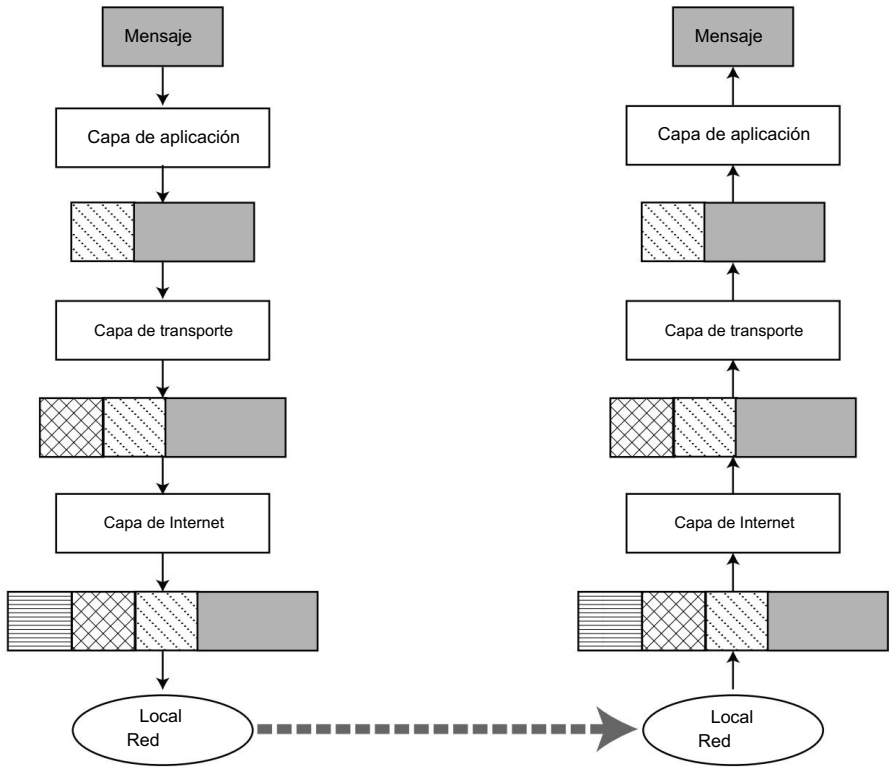 Mensaje
Capa de aplicación
Capa de transporte
Capa de Internet
Local
Red
Mensaje
Capa de aplicación
Capa de transporte
Capa de Internet
Local
Red